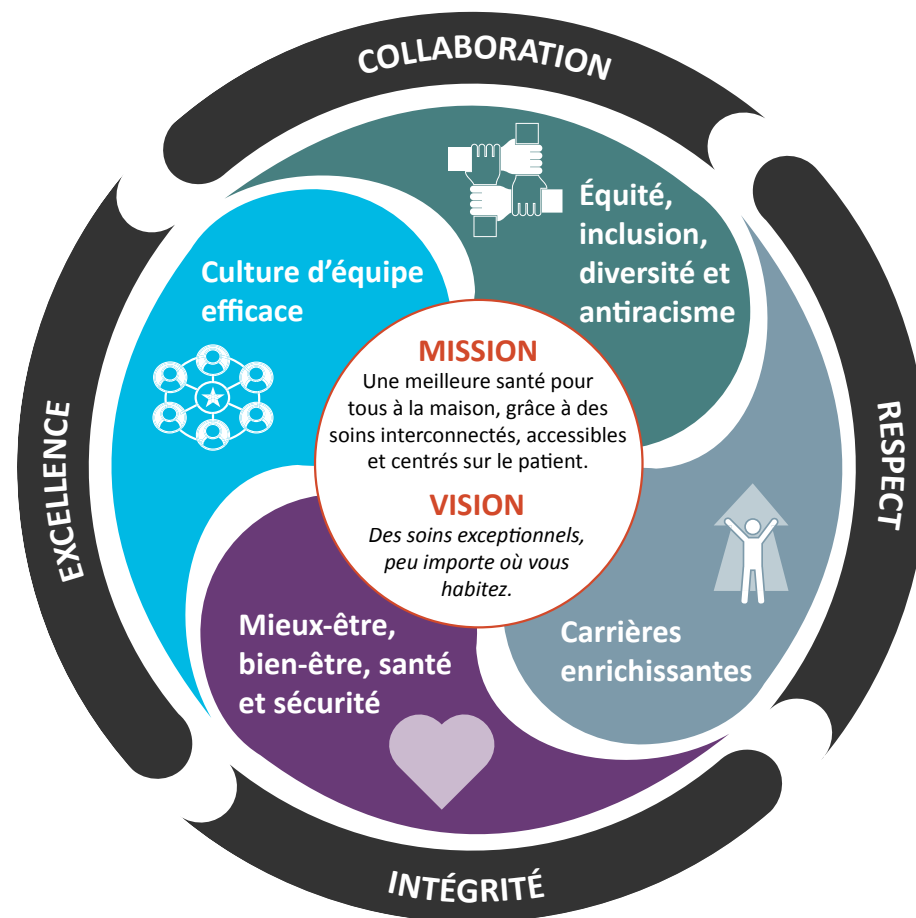 COLLABORATION
Équité,
inclusion,
diversité et
antiracisme
Culture d’équipe
efficace
MISSION
Une meilleure santé pour
tous à la maison, grâce à des
soins interconnectés, accessibles
et centrés sur le patient.
VISION
Des soins exceptionnels,
peu importe où vous
habitez.
EXCELLENCE
RESPECT
Mieux-être,
bien-être, santé
et sécurité
Carrières
enrichissantes
INTÉGRITÉ